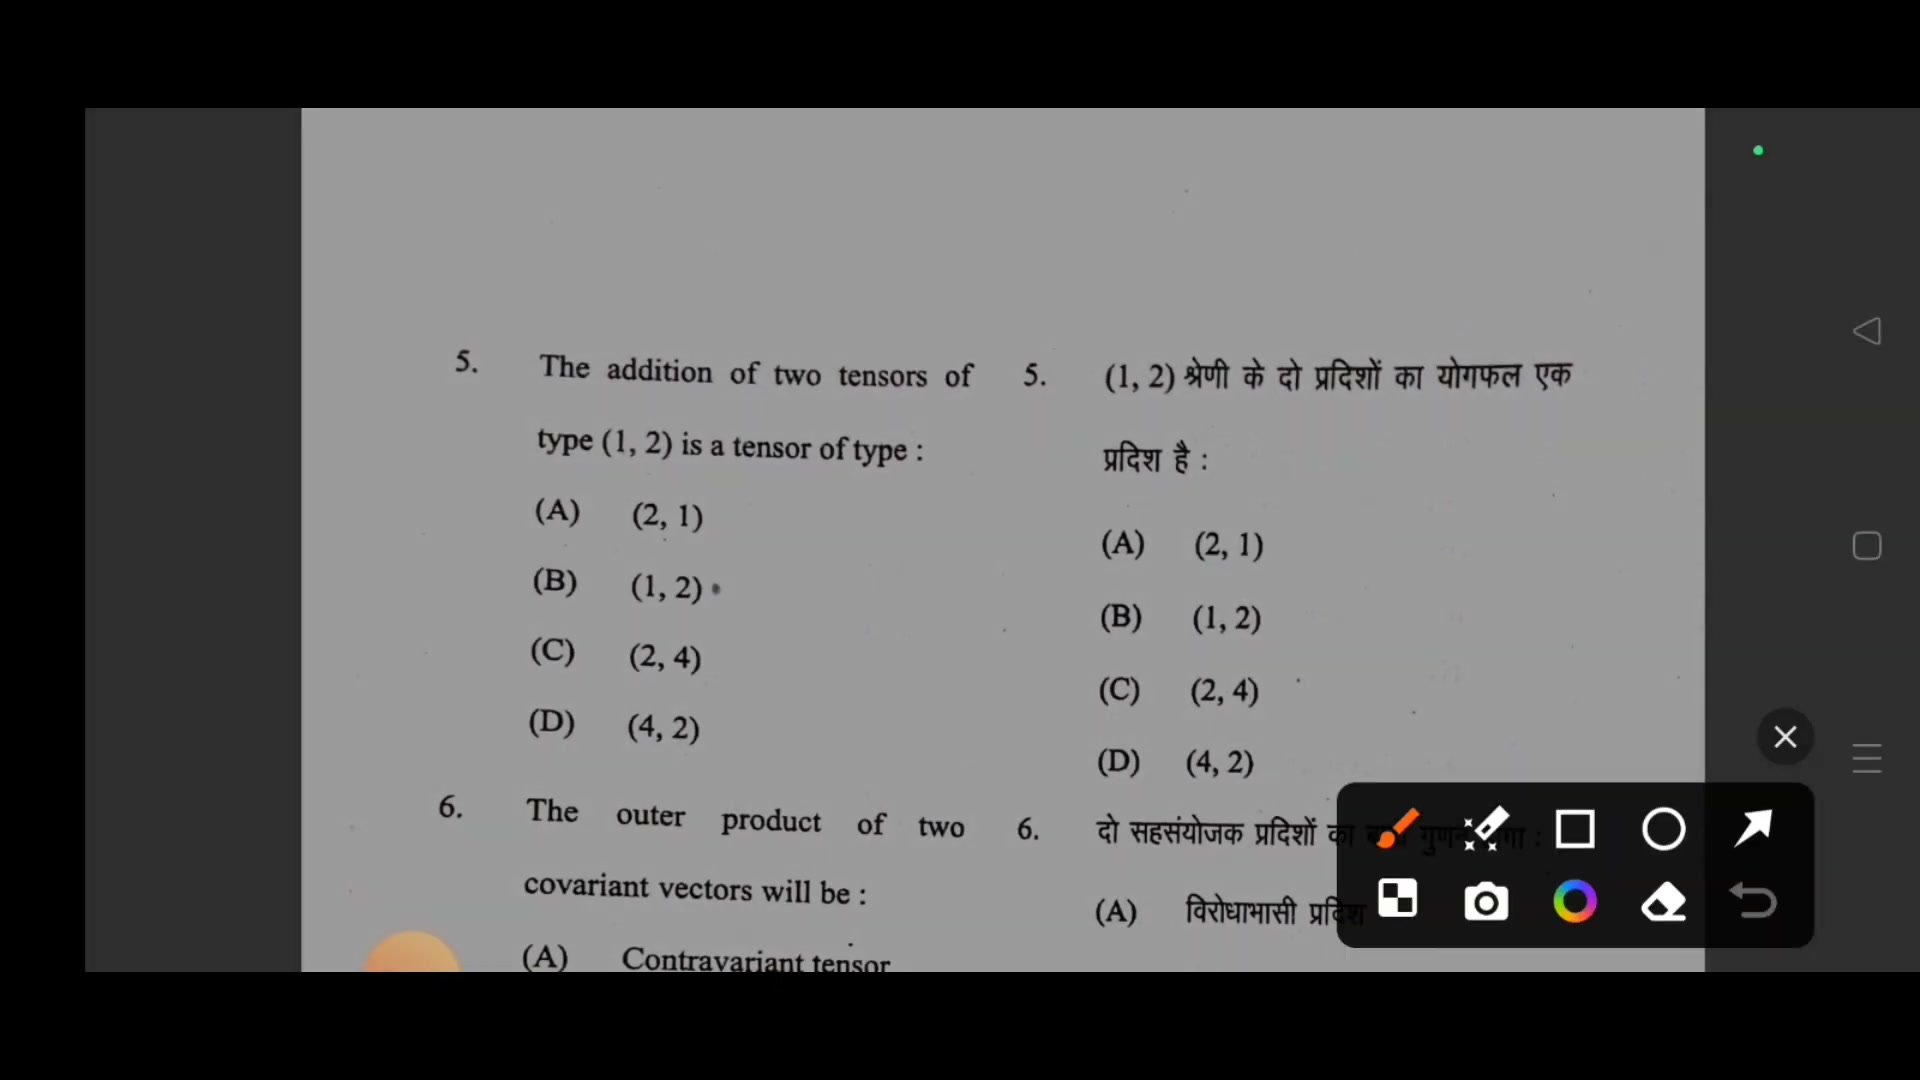 5. The addition of two tensors of
type (1, 2) is a tensor of type :
(A) (2, 1)
(B) (1, 2)
(C) (2, 4)
(D) (4, 2)
6. The outer product of two
covariant vectors will be :
(A) Contravariant tensor
5. (1, 2) श्रेणी के दो प्रदिशों का योगफल एक
प्रदिश है :
(A) (2, 1)
(B) (1, 2)
(C) (2, 4)
(D) (4, 2)
6. दो सहसंयोजक प्रदिशों का
(A) विरोधाभासी प्रदिश